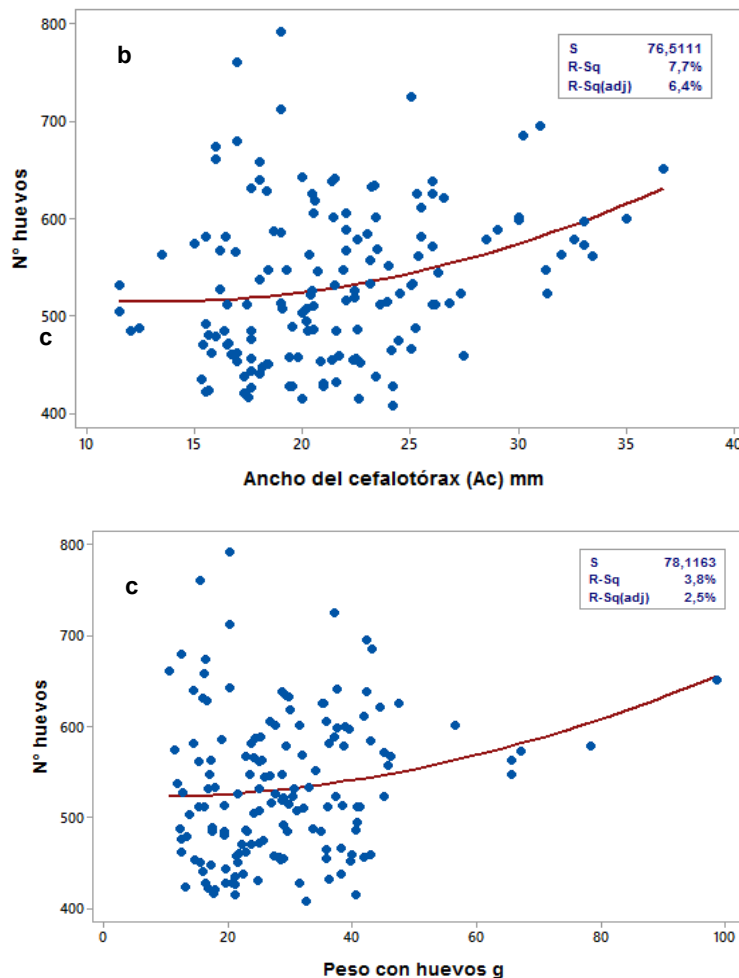 800
b
S 76,5111
R-Sq 7,7%
R-Sq(adj) 6,4%
700
N° huevos
600
500
c
400
10 15 20 25 30 35 40
Ancho del cefalotórax (Ac) mm
800
c
S 78,1163
R-Sq 3,8%
R-Sq(adj) 2,5%
700
N° huevos
600
500
400
0 20 40 60 80 100
Peso con huevos g